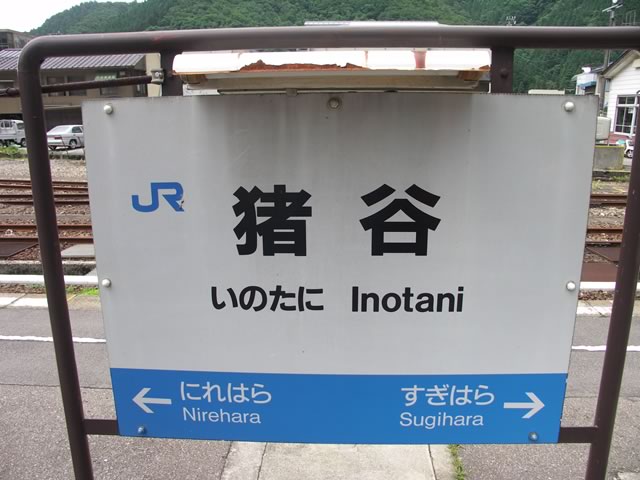 JR
猪谷
いのたに Inotani
← にれはら
Nirehara
すぎはら →
Sugihara